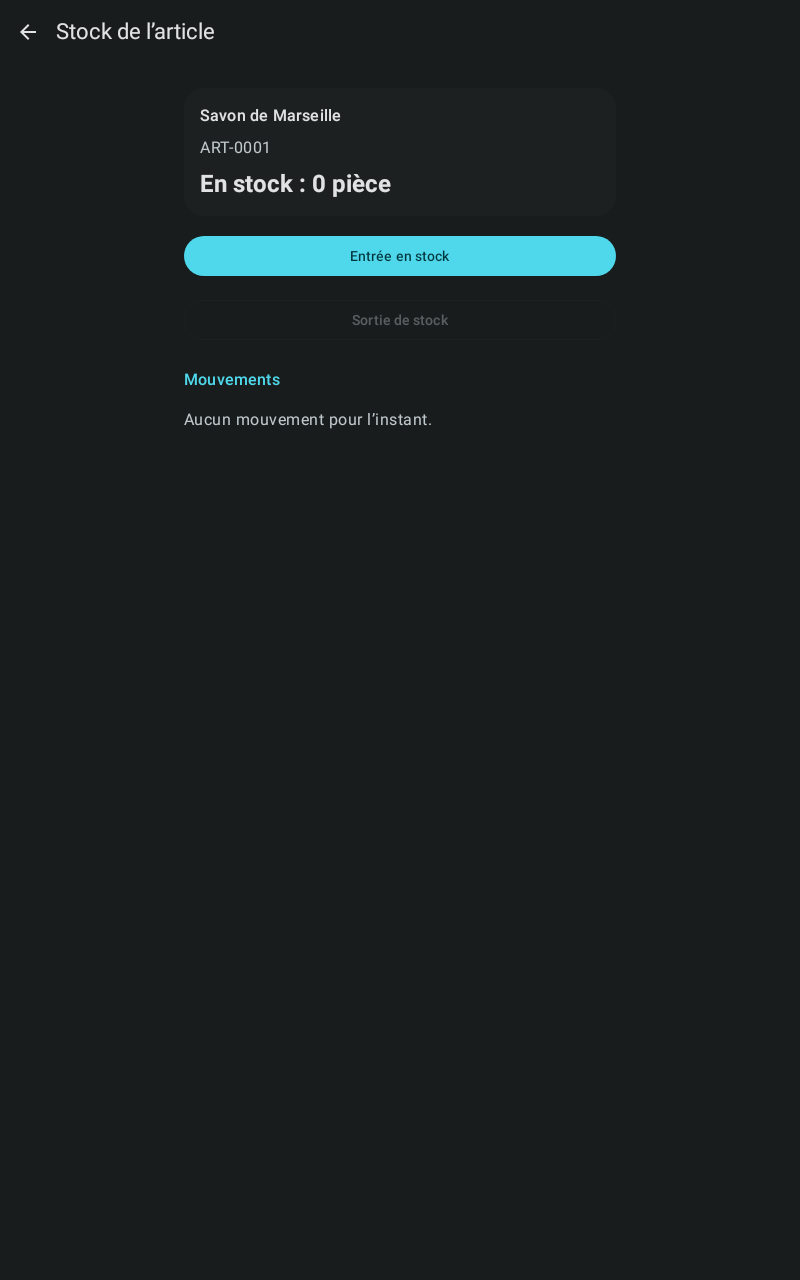 Stock de l’article
Savon de Marseille
ART-0001
En stock : 0 pièce
Entrée en stock
Sortie de stock
Mouvements
Aucun mouvement pour l’instant.